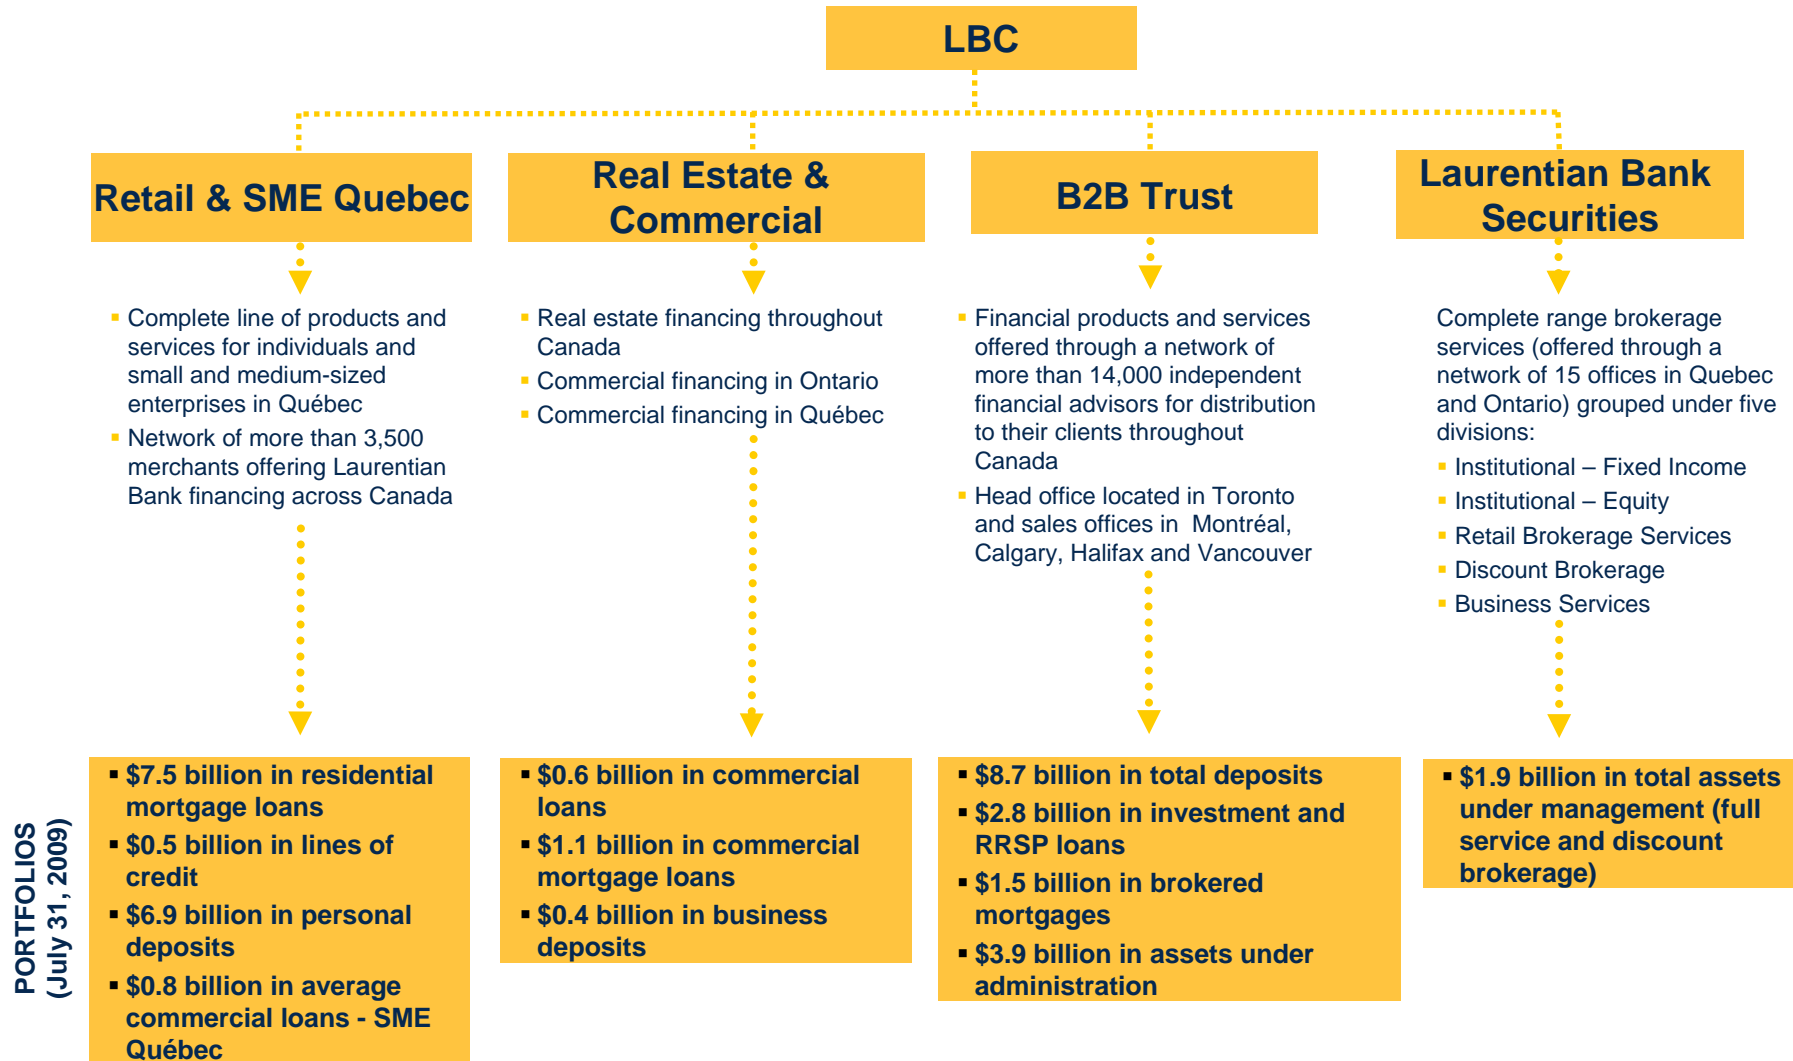 LBC
Retail & SME Quebec
Real Estate &
Commercial
B2B Trust
Laurentian Bank
Securities
▪ Complete line of products and
services for individuals and
small and medium-sized
enterprises in Québec
▪ Network of more than 3,500
merchants offering Laurentian
Bank financing across Canada
▪ Real estate financing throughout
Canada
▪ Commercial financing in Ontario
▪ Commercial financing in Québec
▪ Financial products and services
offered through a network of
more than 14,000 independent
financial advisors for distribution
to their clients throughout
Canada
▪ Head office located in Toronto
and sales offices in Montréal,
Calgary, Halifax and Vancouver
Complete range brokerage
services (offered through a
network of 15 offices in Quebec
and Ontario) grouped under five
divisions:
▪ Institutional – Fixed Income
▪ Institutional – Equity
▪ Retail Brokerage Services
▪ Discount Brokerage
▪ Business Services
PORTFOLIOS
(July 31, 2009)
▪ $7.5 billion in residential
mortgage loans
▪ $0.5 billion in lines of
credit
▪ $6.9 billion in personal
deposits
▪ $0.8 billion in average
commercial loans - SME
Québec
▪ $0.6 billion in commercial
loans
▪ $1.1 billion in commercial
mortgage loans
▪ $0.4 billion in business
deposits
▪ $8.7 billion in total deposits
▪ $2.8 billion in investment and
RRSP loans
▪ $1.5 billion in brokered
mortgages
▪ $3.9 billion in assets under
administration
▪ $1.9 billion in total assets
under management (full
service and discount
brokerage)